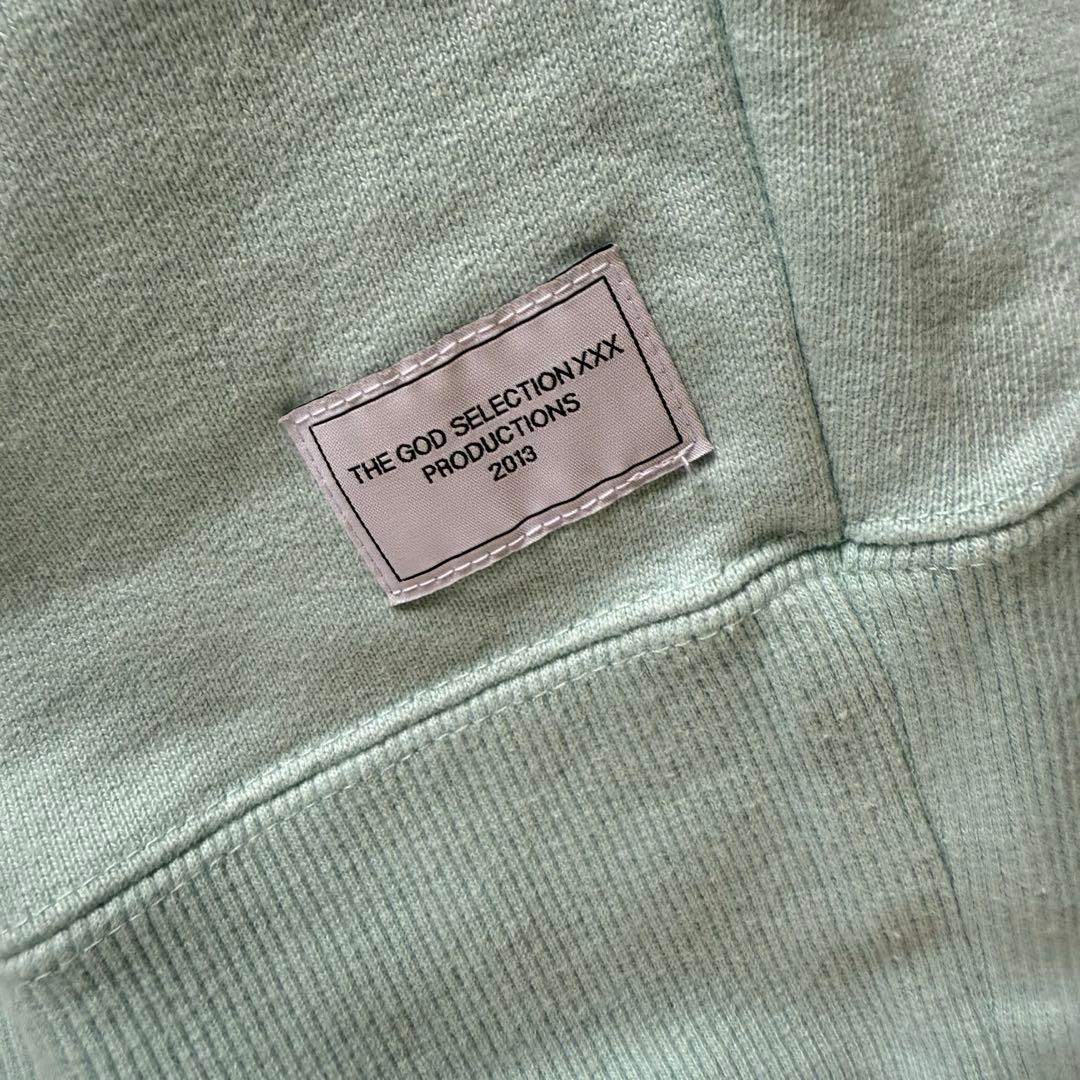 THE GOD SELECTION XXX
PRODUCTIONS
2013